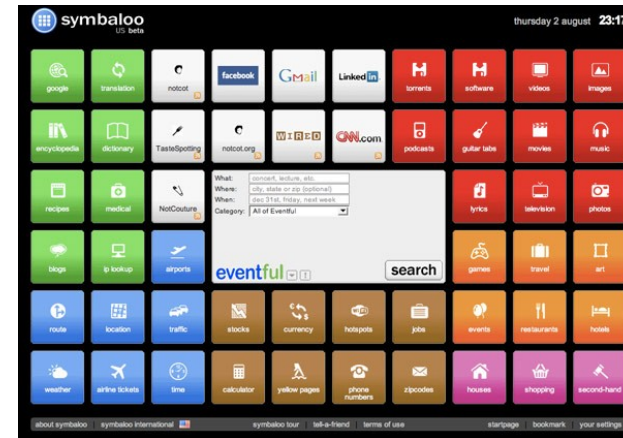 symbaloo
US beta
thursday 2 august 23:17
google translation notcot facebook Gmail Linked in torrents software videos images
encyclopedia dictionary TasteSpotting notcot.org WIRED CNN.com podcasts guitar tabs movies music
recipes medical NotCouture
What: concert, lecture, etc.
Where: city, state or zip (optional)
When: dec 31st, friday, next week
Category: All of Eventful
lyrics television photos
blogs ip lookup airports eventful search games travel art
route location traffic stocks currency hotspots jobs events restaurants hotels
weather airline tickets time calculator yellow pages phone numbers zipcodes houses shopping second-hand
about symbaloo symbaloo international symbaloo tour tell-a-friend terms of use startpage bookmark your settings